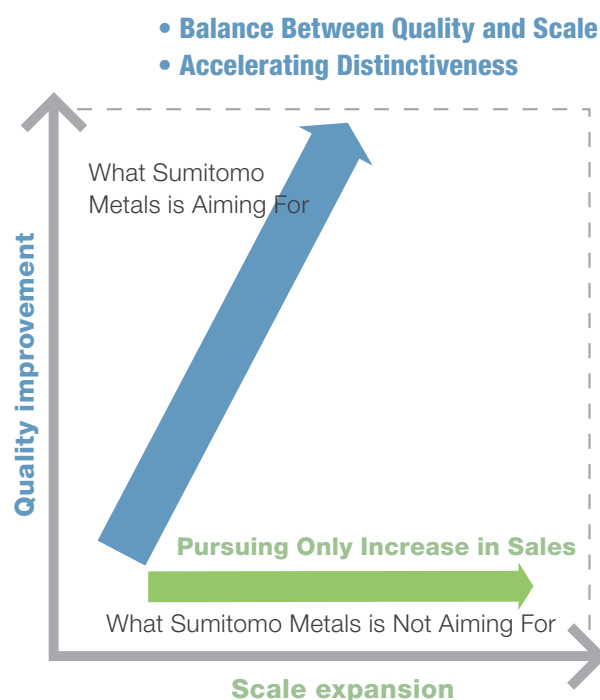 • Balance Between Quality and Scale
• Accelerating Distinctiveness
What Sumitomo
Metals is Aiming For
Quality improvement
Pursuing Only Increase in Sales
What Sumitomo Metals is Not Aiming For
Scale expansion